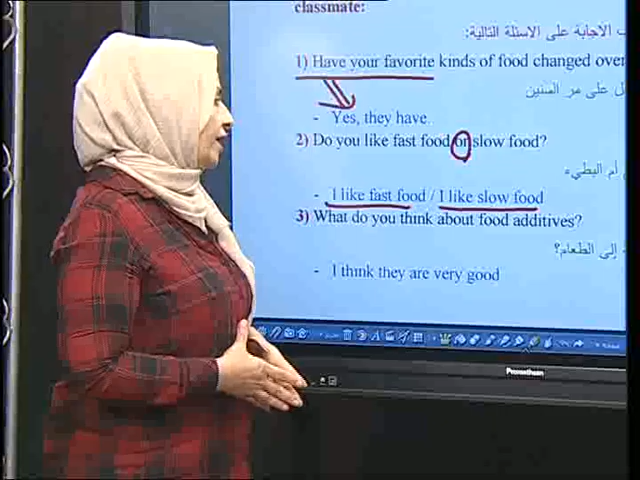 classmate:
الاجابة على الاسئلة التالية:
1) Have your favorite kinds of food changed over
على مر السنين
- Yes, they have.
2) Do you like fast food or slow food?
أم البطيء
- I like fast food / I like slow food
3) What do you think about food additives?
إلى الطعام؟
- I think they are very good
Promethean